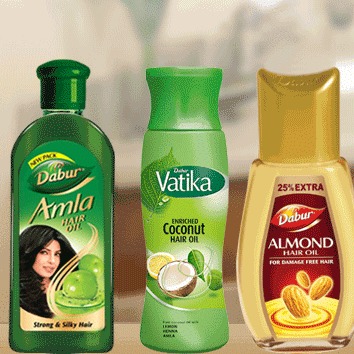 NEW PACK
Dabur
Amla
HAIR
OIL
Strong & Silky Hair
Dabur
Vatika
ENRICHED
Coconut
HAIR OIL
LEMON
HENNA
AMLA
25% EXTRA
Dabur
ALMOND
HAIR OIL
FOR DAMAGE FREE HAIR